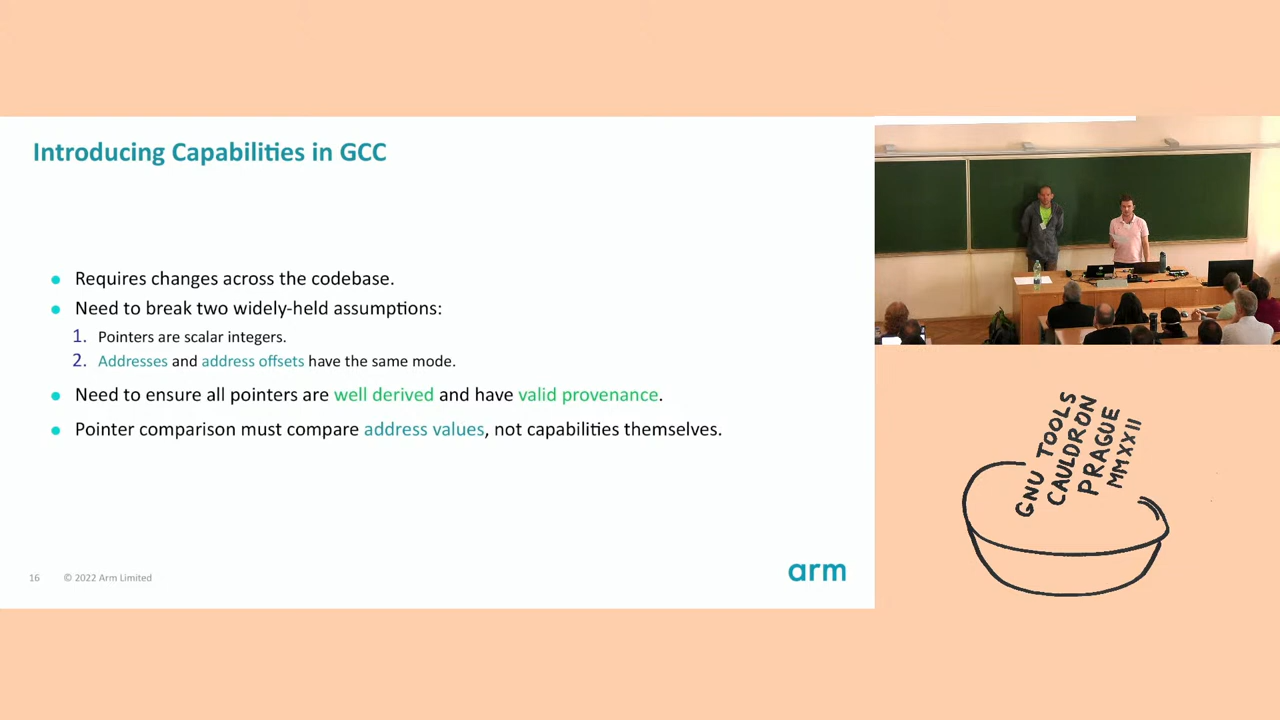 Introducing Capabilities in GCC
Requires changes across the codebase.
Need to break two widely-held assumptions:
1. Pointers are scalar integers.
2. Addresses and address offsets have the same mode.
Need to ensure all pointers are well derived and have valid provenance.
Pointer comparison must compare address values, not capabilities themselves.
16 © 2022 Arm Limited
arm
GNU TOOLS
CAULDRON
PRAGUE
MMXXII